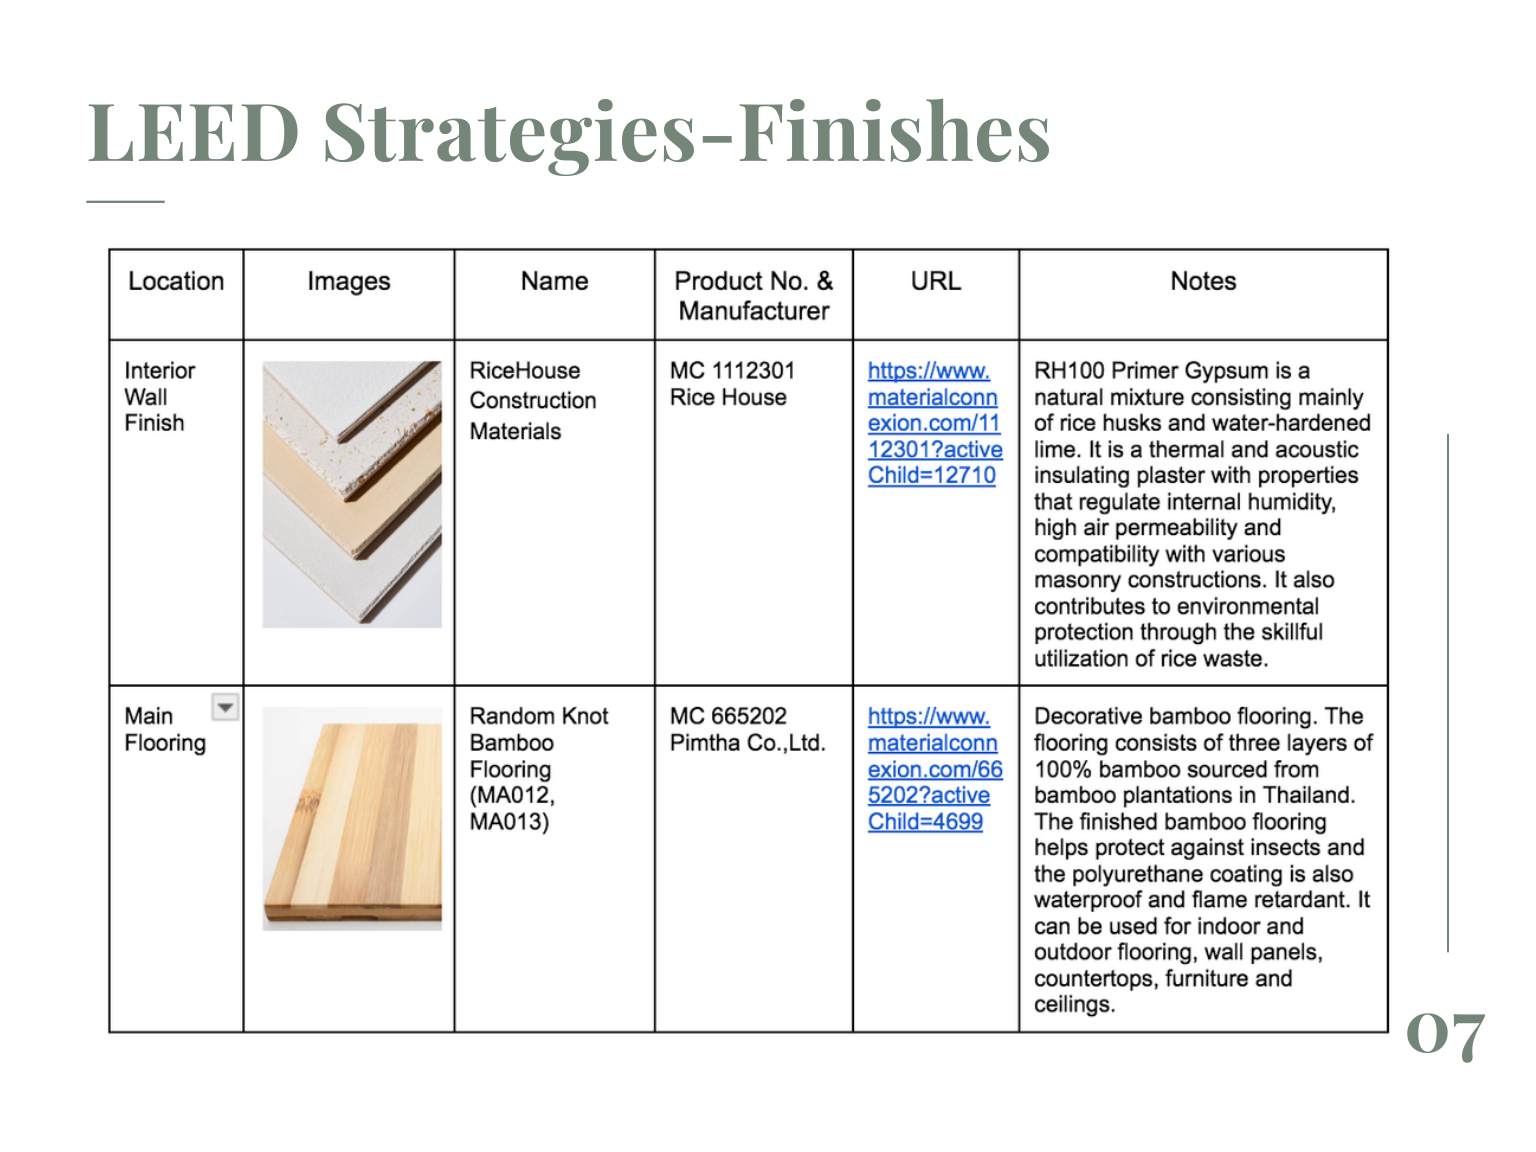 LEED Strategies-Finishes
Location
Images
Name
Product No. &
Manufacturer
URL
Notes
Interior
Wall
Finish
RiceHouse
Construction
Materials
MC 1112301
Rice House
https://www.
materialconn
exion.com/11
12301?active
Child=12710
RH100 Primer Gypsum is a
natural mixture consisting mainly
of rice husks and water-hardened
lime. It is a thermal and acoustic
insulating plaster with properties
that regulate internal humidity,
high air permeability and
compatibility with various
masonry constructions. It also
contributes to environmental
protection through the skillful
utilization of rice waste.
Main
Flooring
Random Knot
Bamboo
Flooring
(MA012,
MA013)
MC 665202
Pimtha Co.,Ltd.
https://www.
materialconn
exion.com/66
5202?active
Child=4699
Decorative bamboo flooring. The
flooring consists of three layers of
100% bamboo sourced from
bamboo plantations in Thailand.
The finished bamboo flooring
helps protect against insects and
the polyurethane coating is also
waterproof and flame retardant. It
can be used for indoor and
outdoor flooring, wall panels,
countertops, furniture and
ceilings.
07